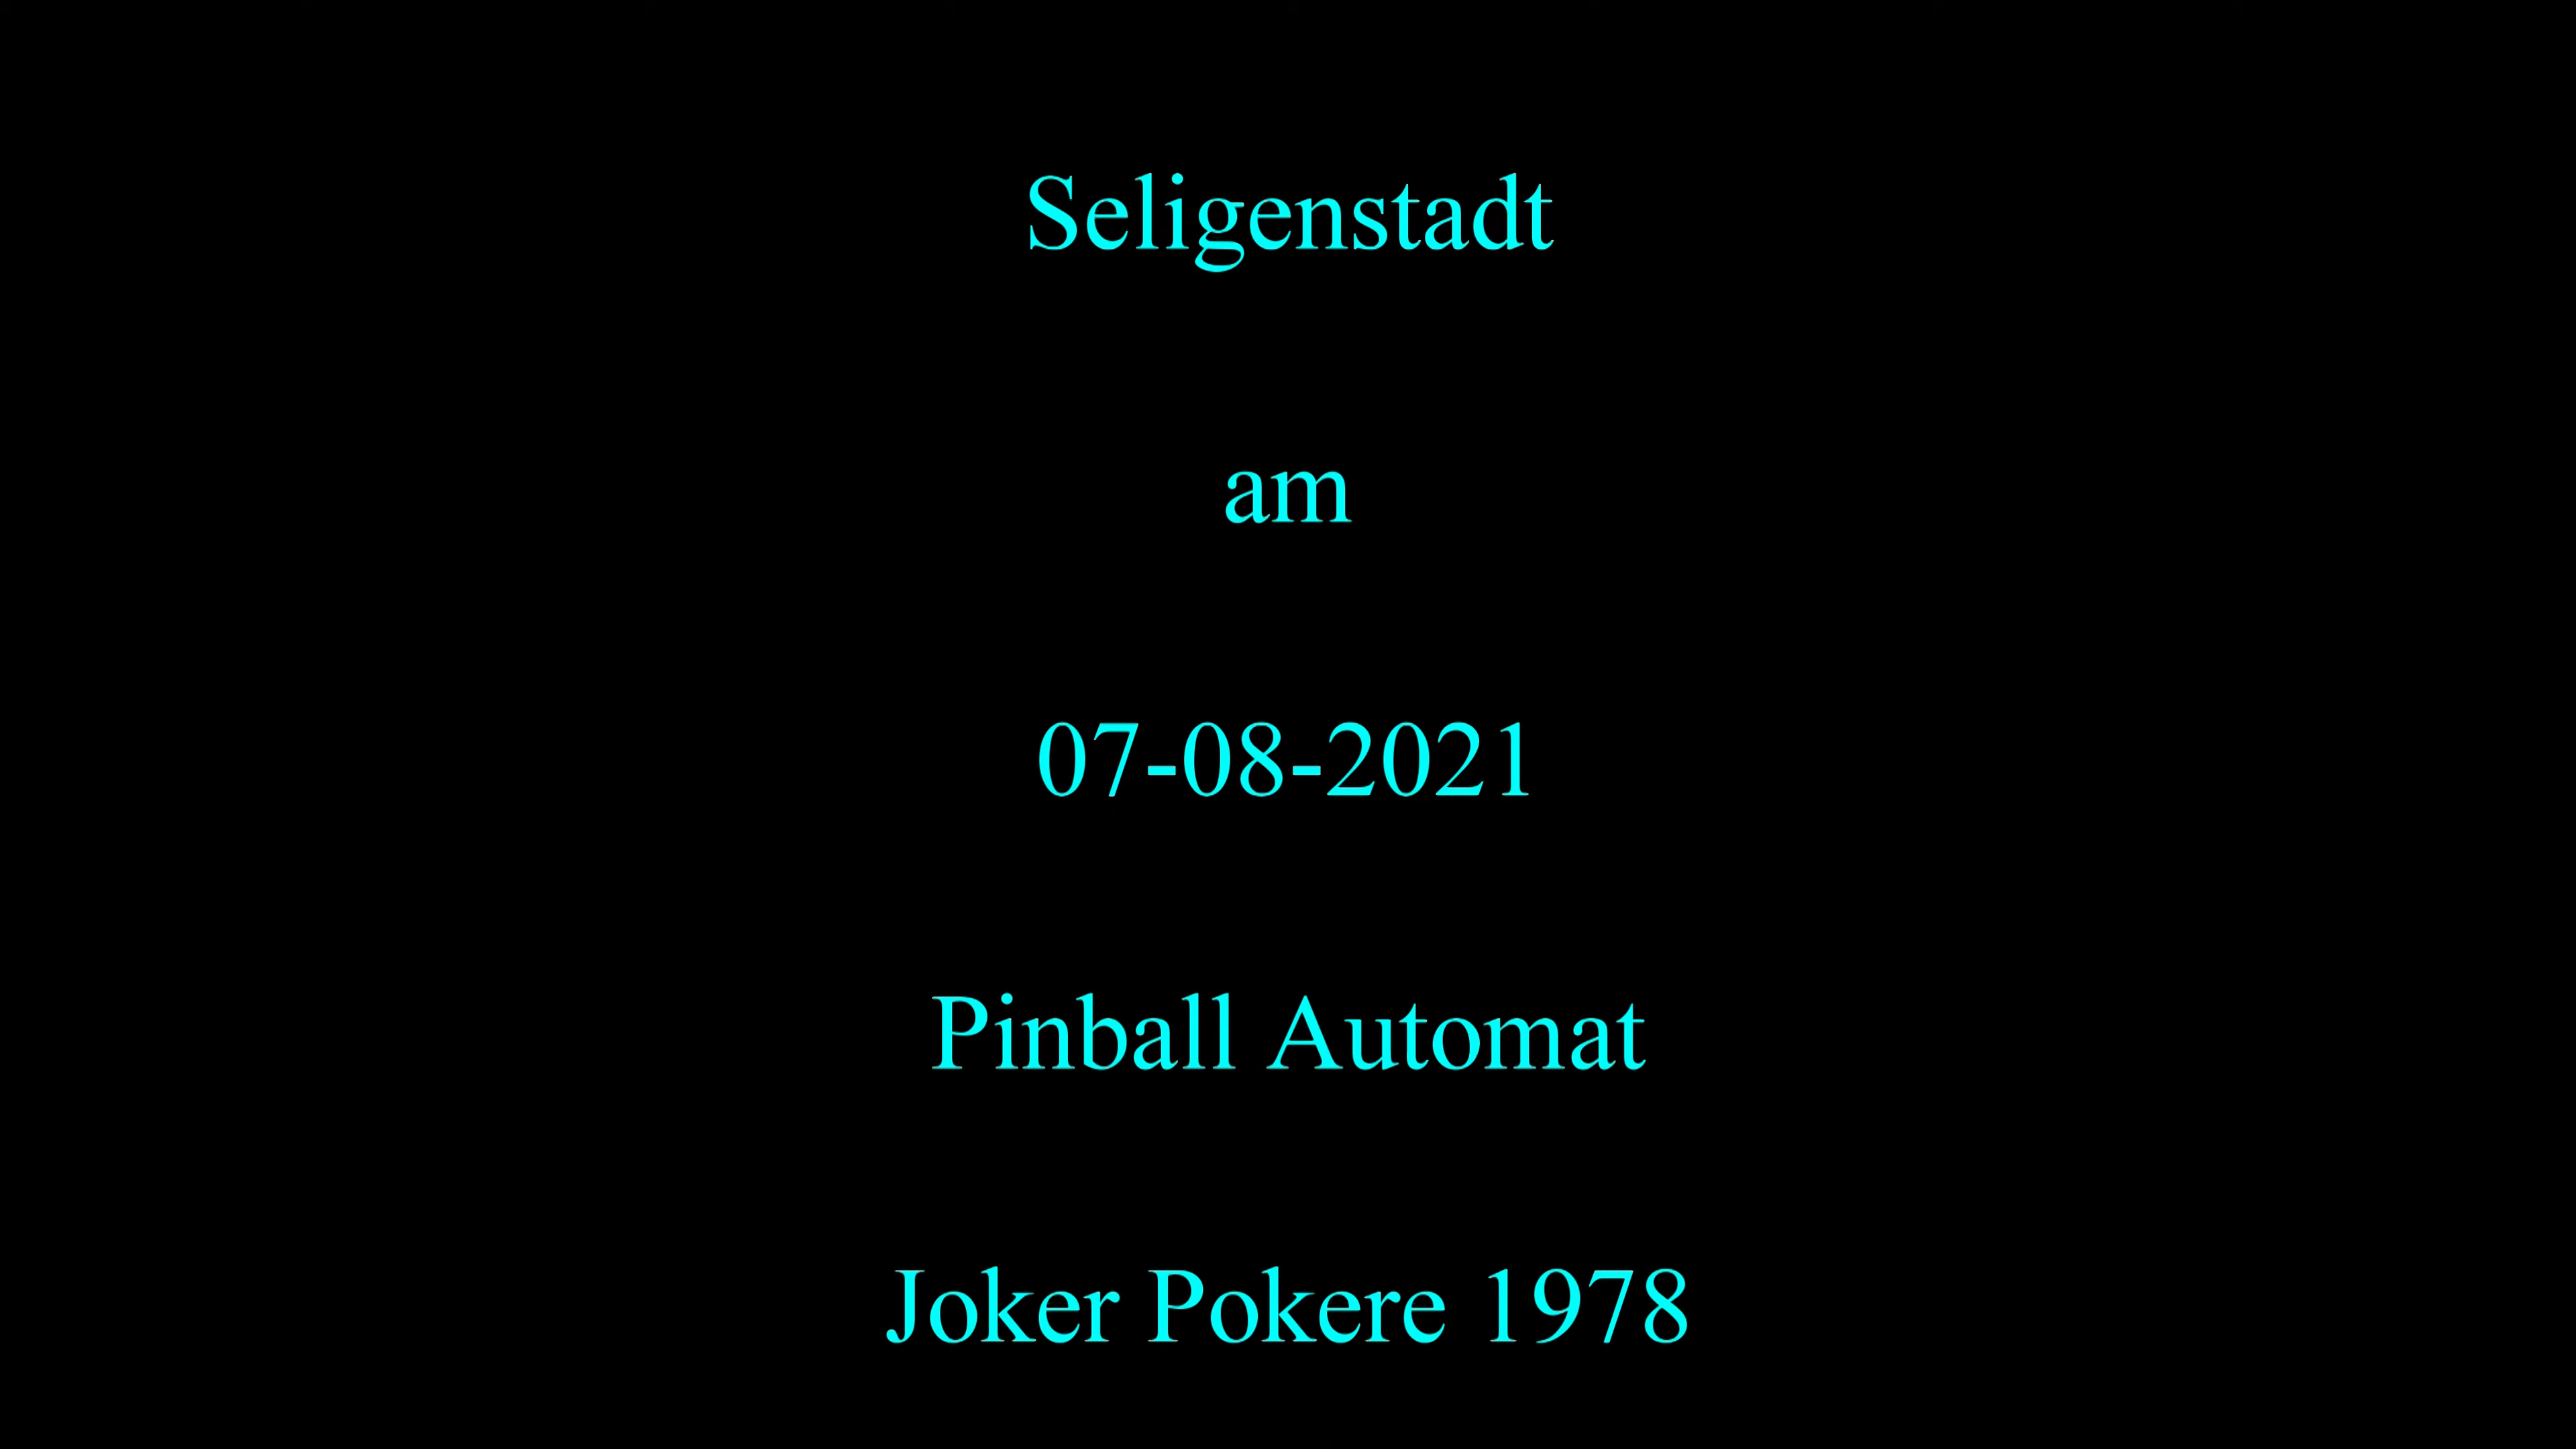 Seligenstadt
am
07-08-2021
Pinball Automat
Joker Pokere 1978